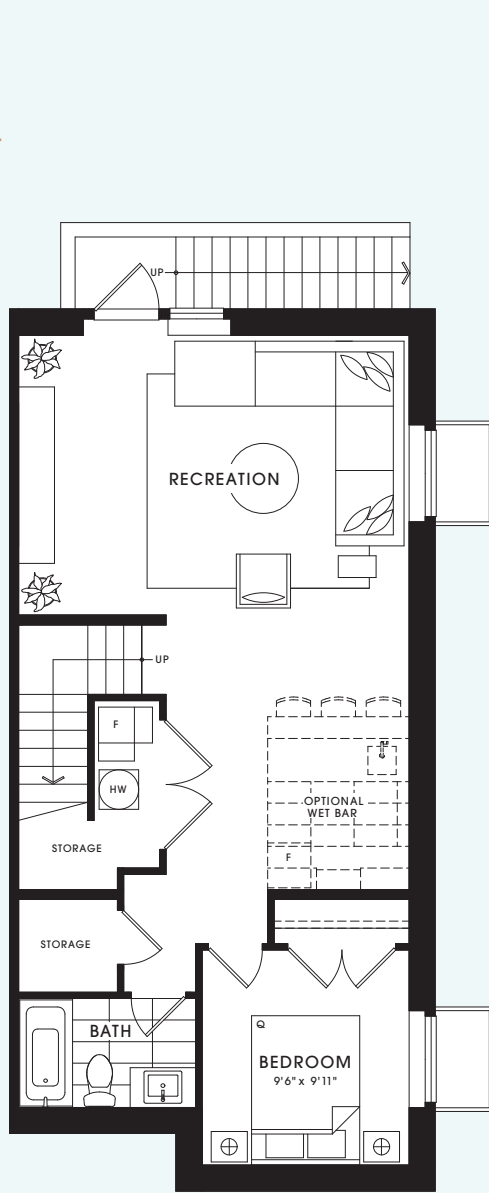 UP
RECREATION
UP
F
HW
OPTIONAL
WET BAR
STORAGE
F
STORAGE
BATH
Q
BEDROOM
9'6" x 9'11"